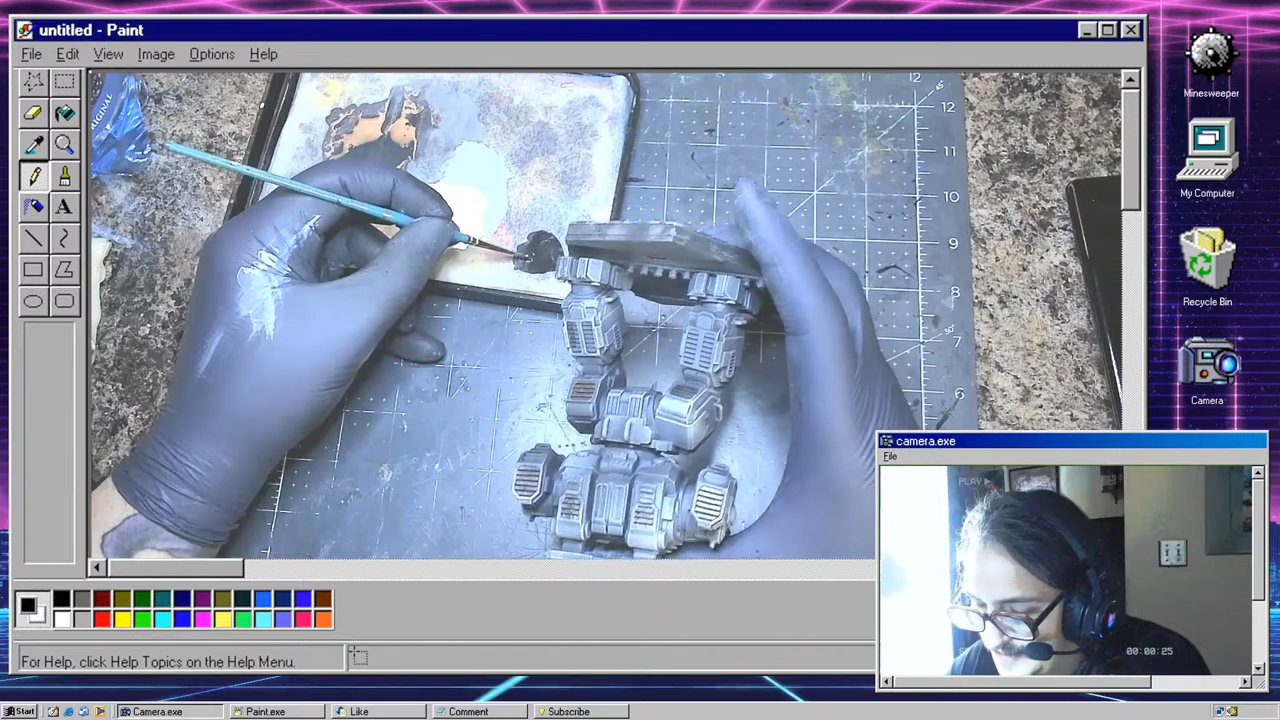 untitled - Paint
File Edit View Image Options Help
Minesweeper
My Computer
Recycle Bin
Camera
ORIGINAL
12
12
11
10
9
8
7
6
camera.exe
File
PLAY
00:00:25
For Help, click Help Topics on the Help Menu.
Start Camera.exe Paint.exe Like Comment Subscribe